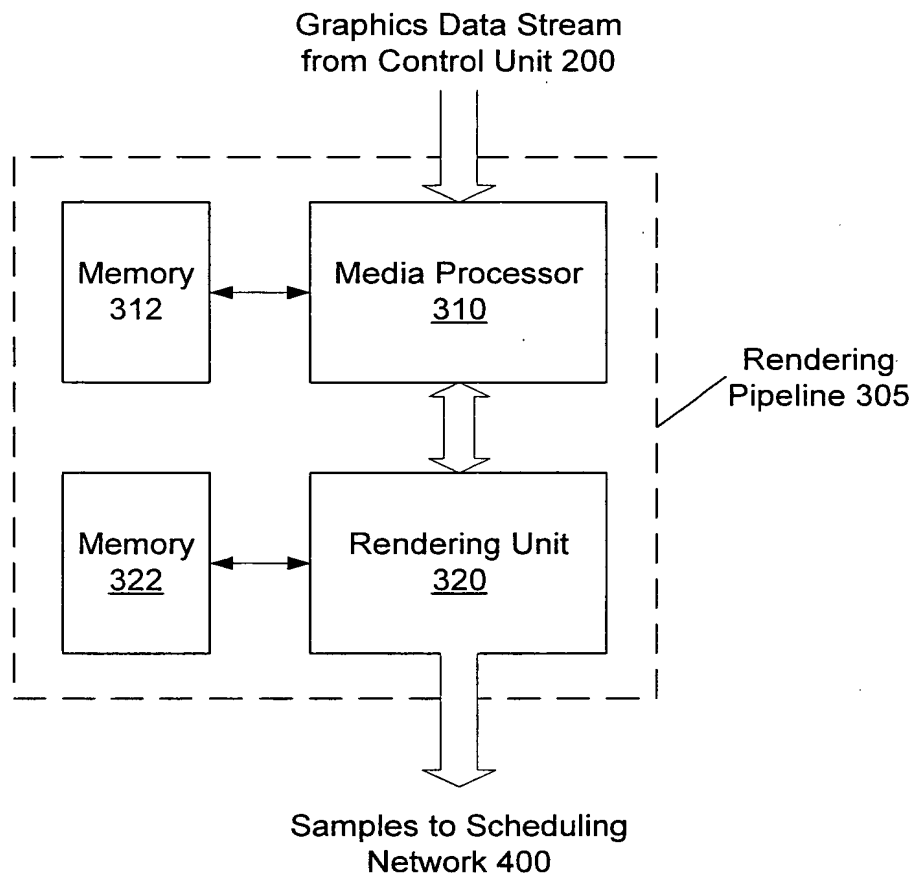 Graphics Data Stream
from Control Unit 200
Memory
312
Media Processor
310
Rendering
Pipeline 305
Memory
322
Rendering Unit
320
Samples to Scheduling
Network 400